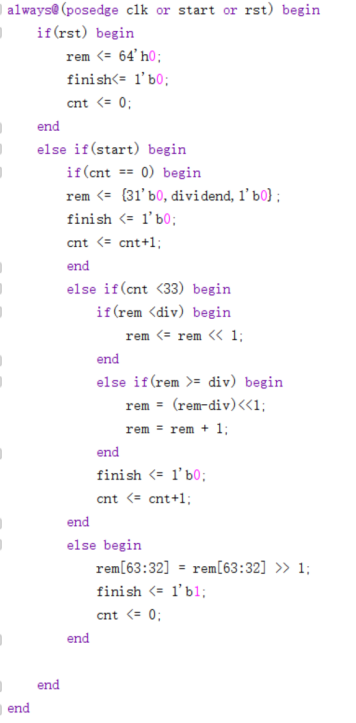 always@(posedge clk or start or rst) begin
if(rst) begin
rem <= 64'h0;
finish<= 1'b0;
cnt <= 0;
end
else if(start) begin
if(cnt == 0) begin
rem <= {31'b0,dividend,1'b0};
finish <= 1'b0;
cnt <= cnt+1;
end
else if(cnt <33) begin
if(rem <div) begin
rem <= rem << 1;
end
else if(rem >= div) begin
rem = (rem-div)<<1;
rem = rem + 1;
end
finish <= 1'b0;
cnt <= cnt+1;
end
else begin
rem[63:32] = rem[63:32] >> 1;
finish <= 1'b1;
cnt <= 0;
end
end
end